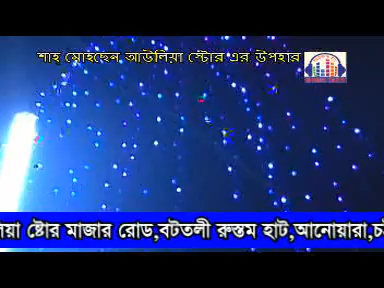 শাহ মোহছেন আউলিয়া স্টোর এর উপহার
য়া ষ্টোর মাজার রোড,বটতলী রুস্তম হাট,আনোয়ারা,চ